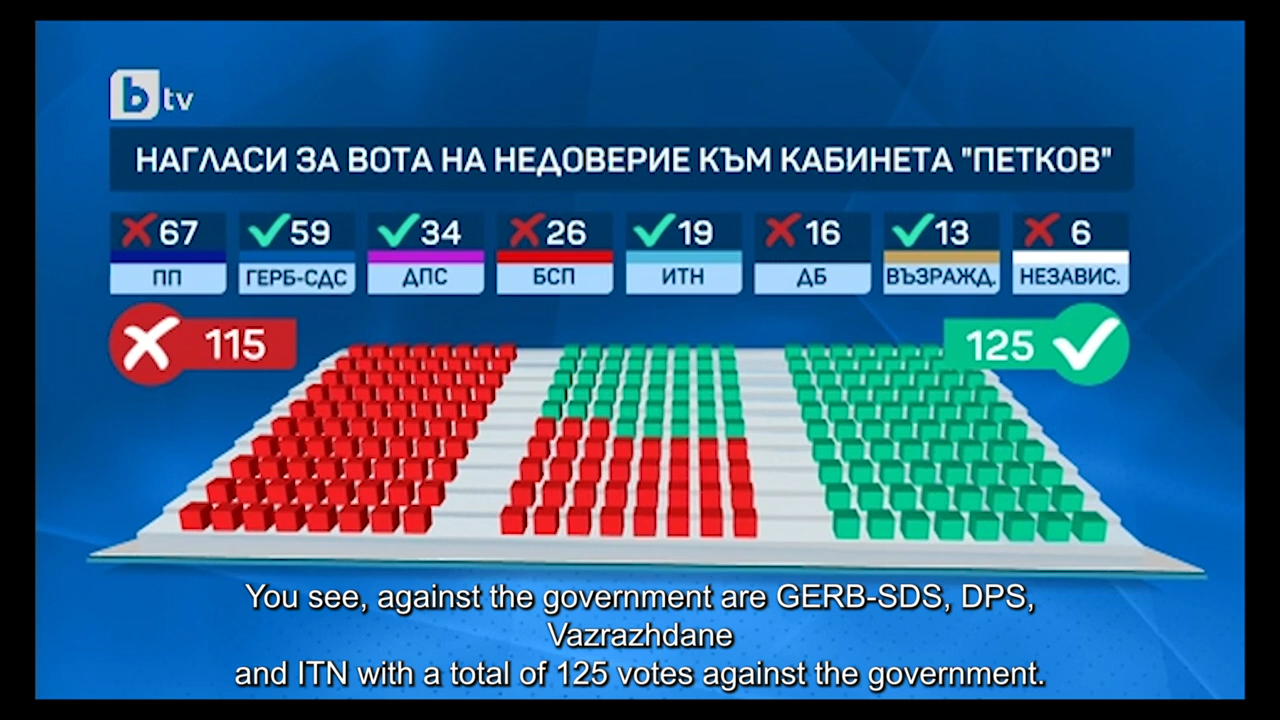 b tv
НАГЛАСИ ЗА ВОТА НА НЕДОВЕРИЕ КЪМ КАБИНЕТА "ПЕТКОВ"
67 59 34 26 19 16 13 6
ПП ГЕРБ-СДС ДПС БСП ИТН ДБ ВЪЗРАЖД. НЕЗАВИС.
115 125
You see, against the government are GERB-SDS, DPS,
Vazrazhdane
and ITN with a total of 125 votes against the government.